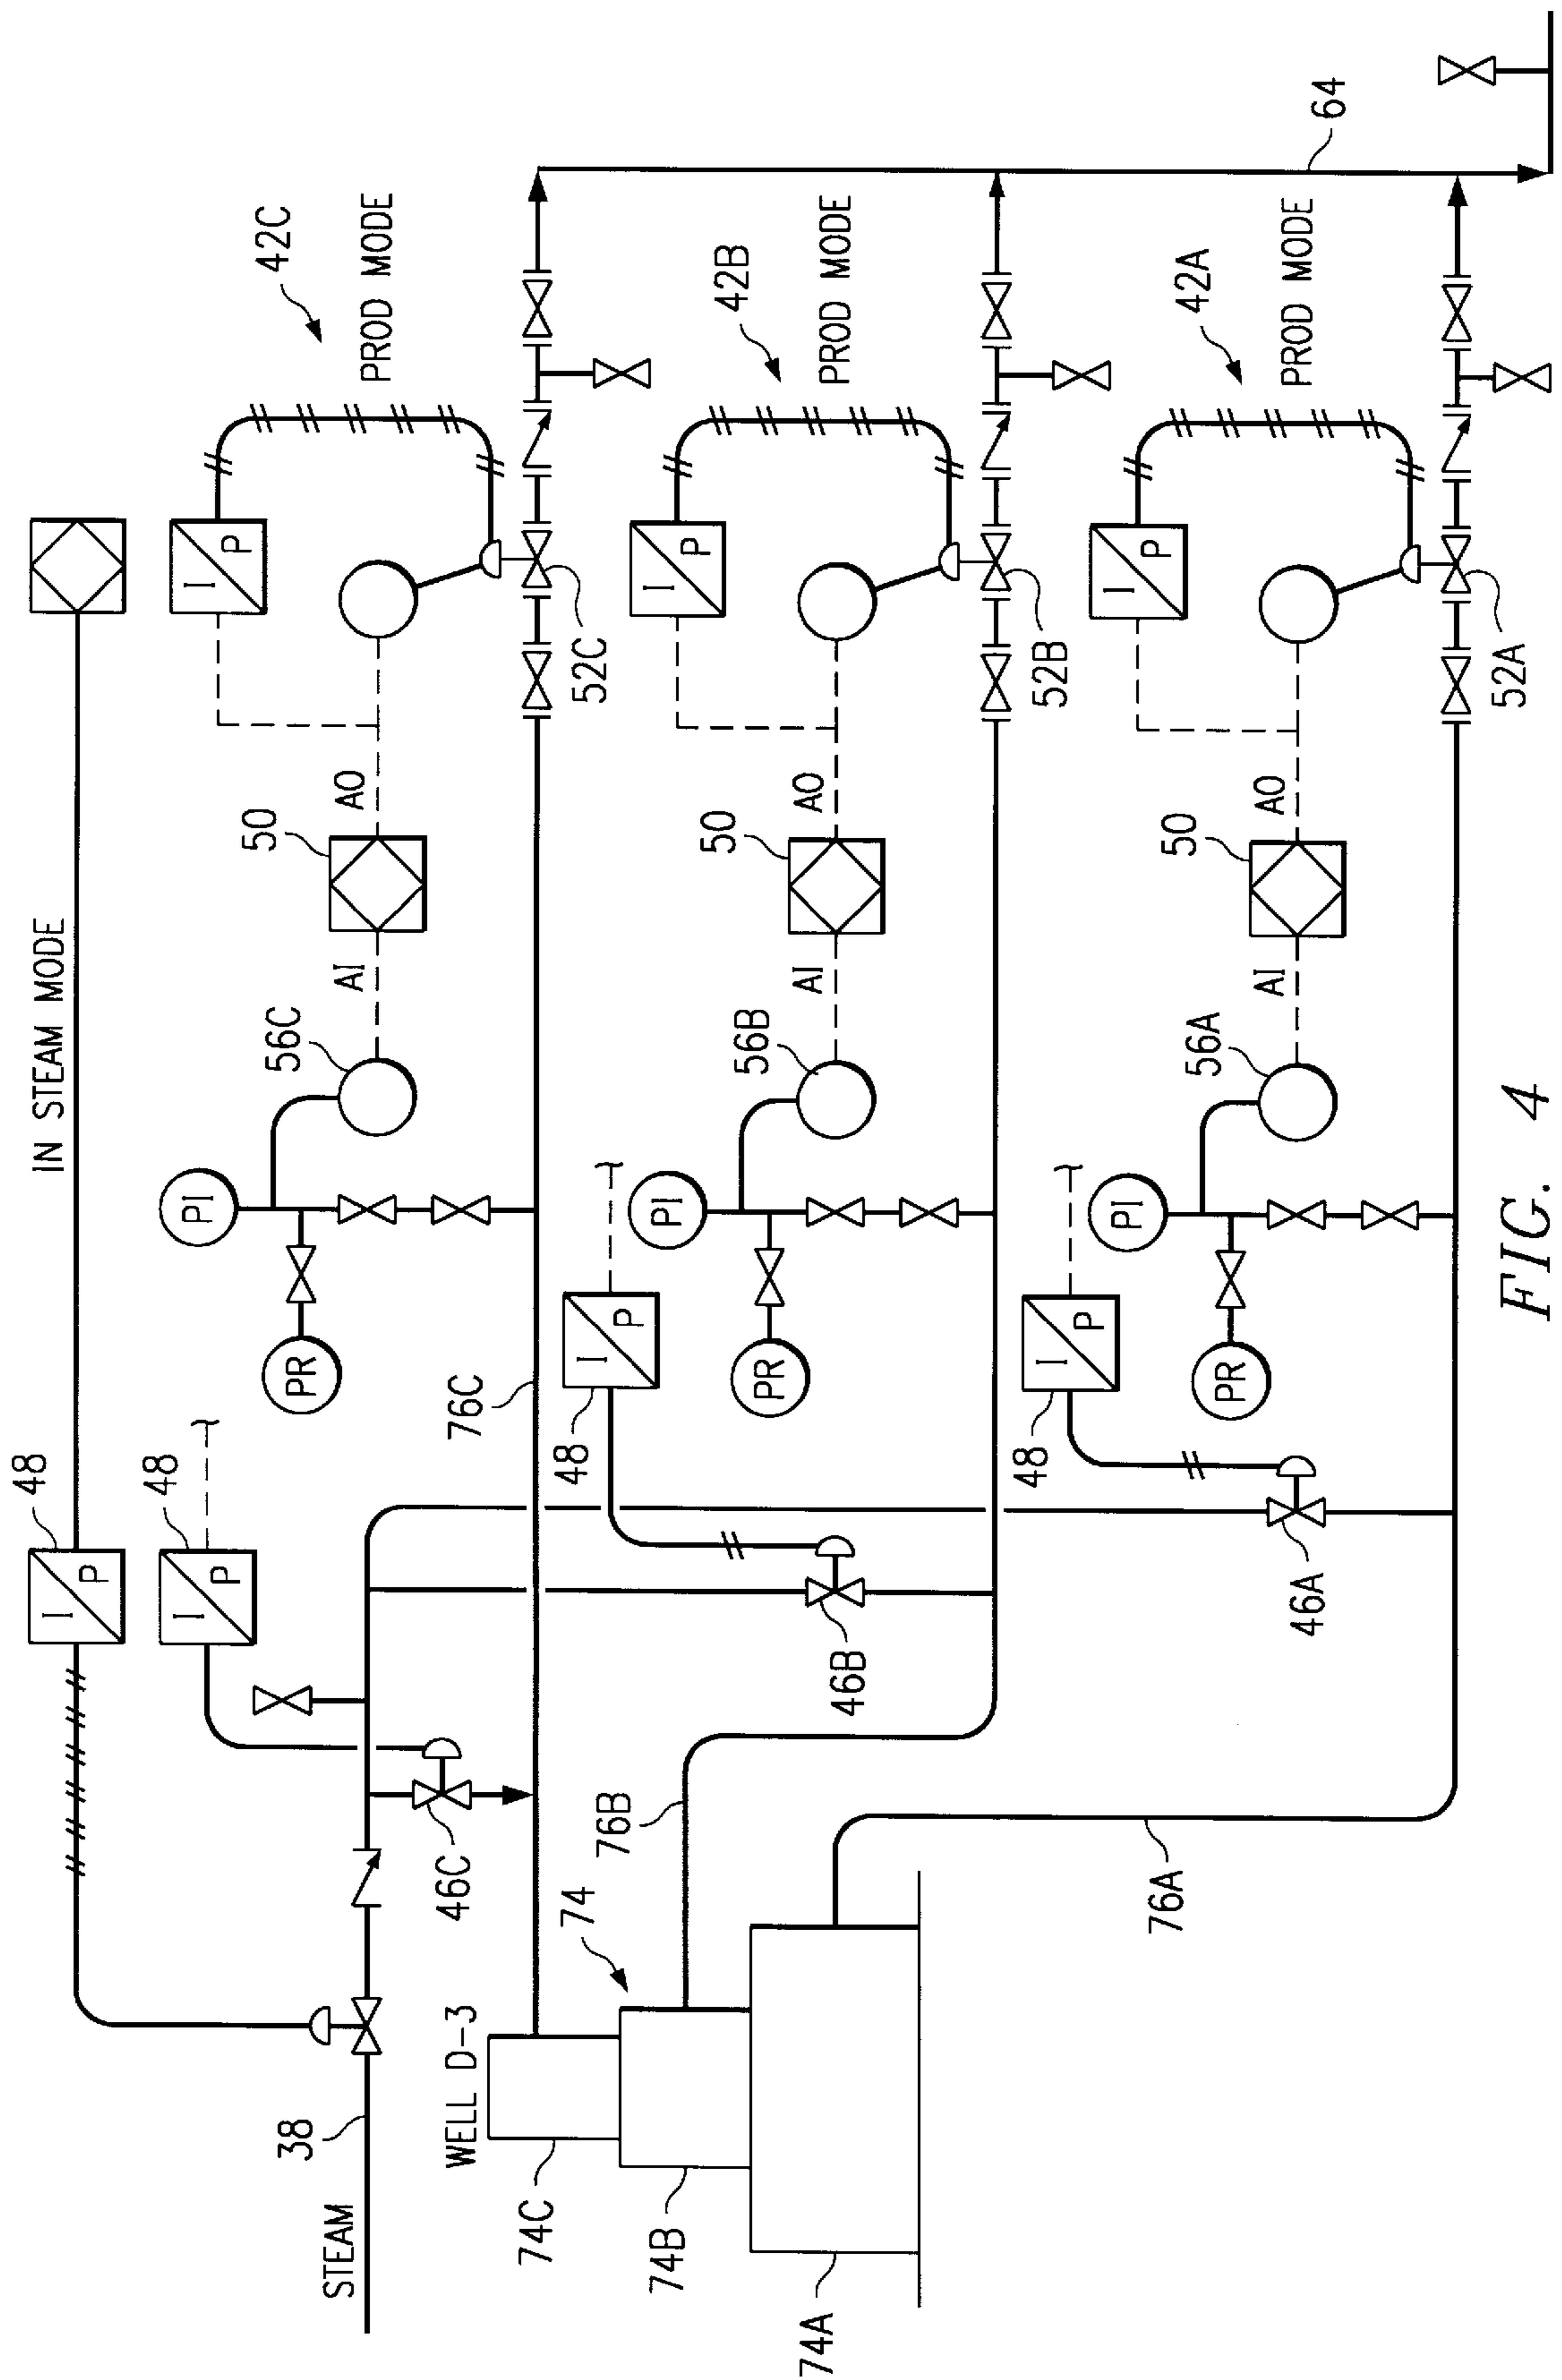 IN STEAM MODE
48
I
P
48
I
P
42C
I
P
PROD MODE
PI
56C
AI
50
AO
PR
STEAM
38
46C
76C
52C
WELL D-3
74C
74
74B
74A
76B
48
I
P
42B
I
P
PROD MODE
PI
56B
AI
50
AO
PR
46B
52B
64
48
I
P
42A
I
P
PROD MODE
PI
56A
AI
50
AO
PR
46A
52A
76A
FIG. 4